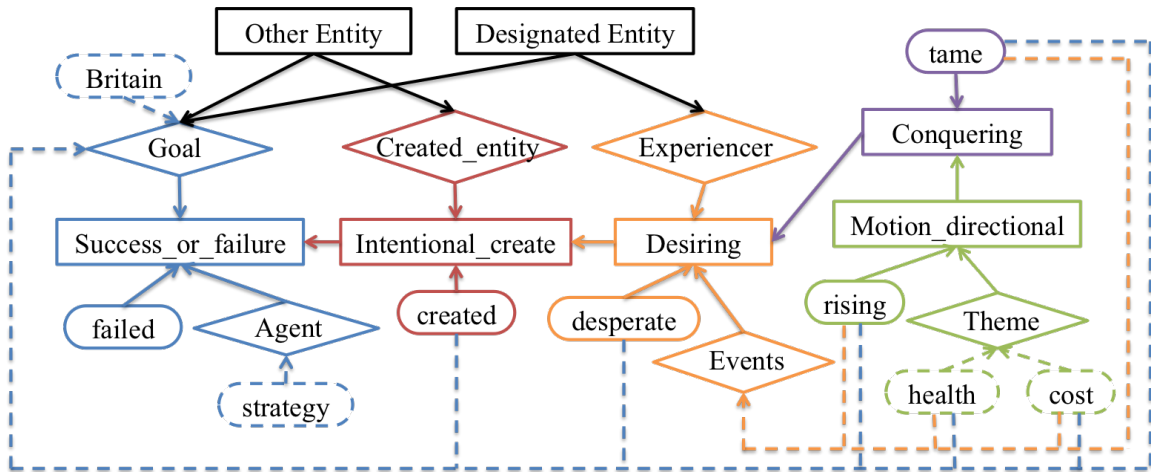 Other Entity
Designated Entity
tame
Britain
Goal
Created_entity
Experiencer
Conquering
Success_or_failure
Intentional_create
Desiring
Motion_directional
failed
Agent
created
desperate
Events
rising
Theme
strategy
health
cost